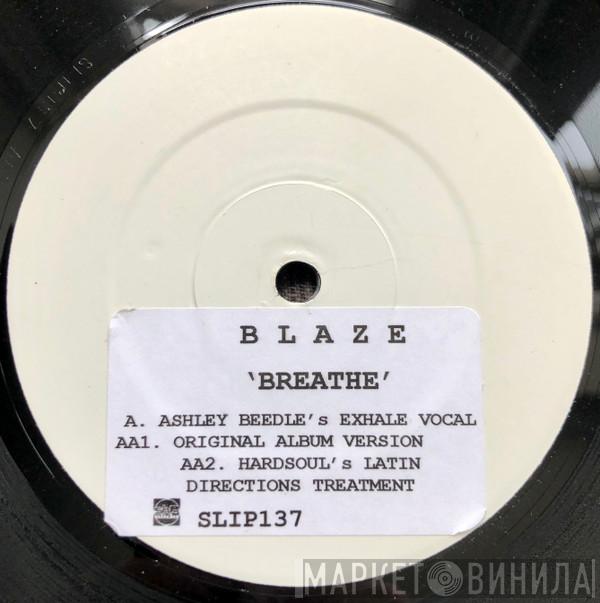 B L A Z E
'BREATHE'
A. ASHLEY BEEDLE's EXHALE VOCAL
AA1. ORIGINAL ALBUM VERSION
AA2. HARDSOUL's LATIN
DIRECTIONS TREATMENT
SLIP137
МАРКЕТ ВИНИЛА